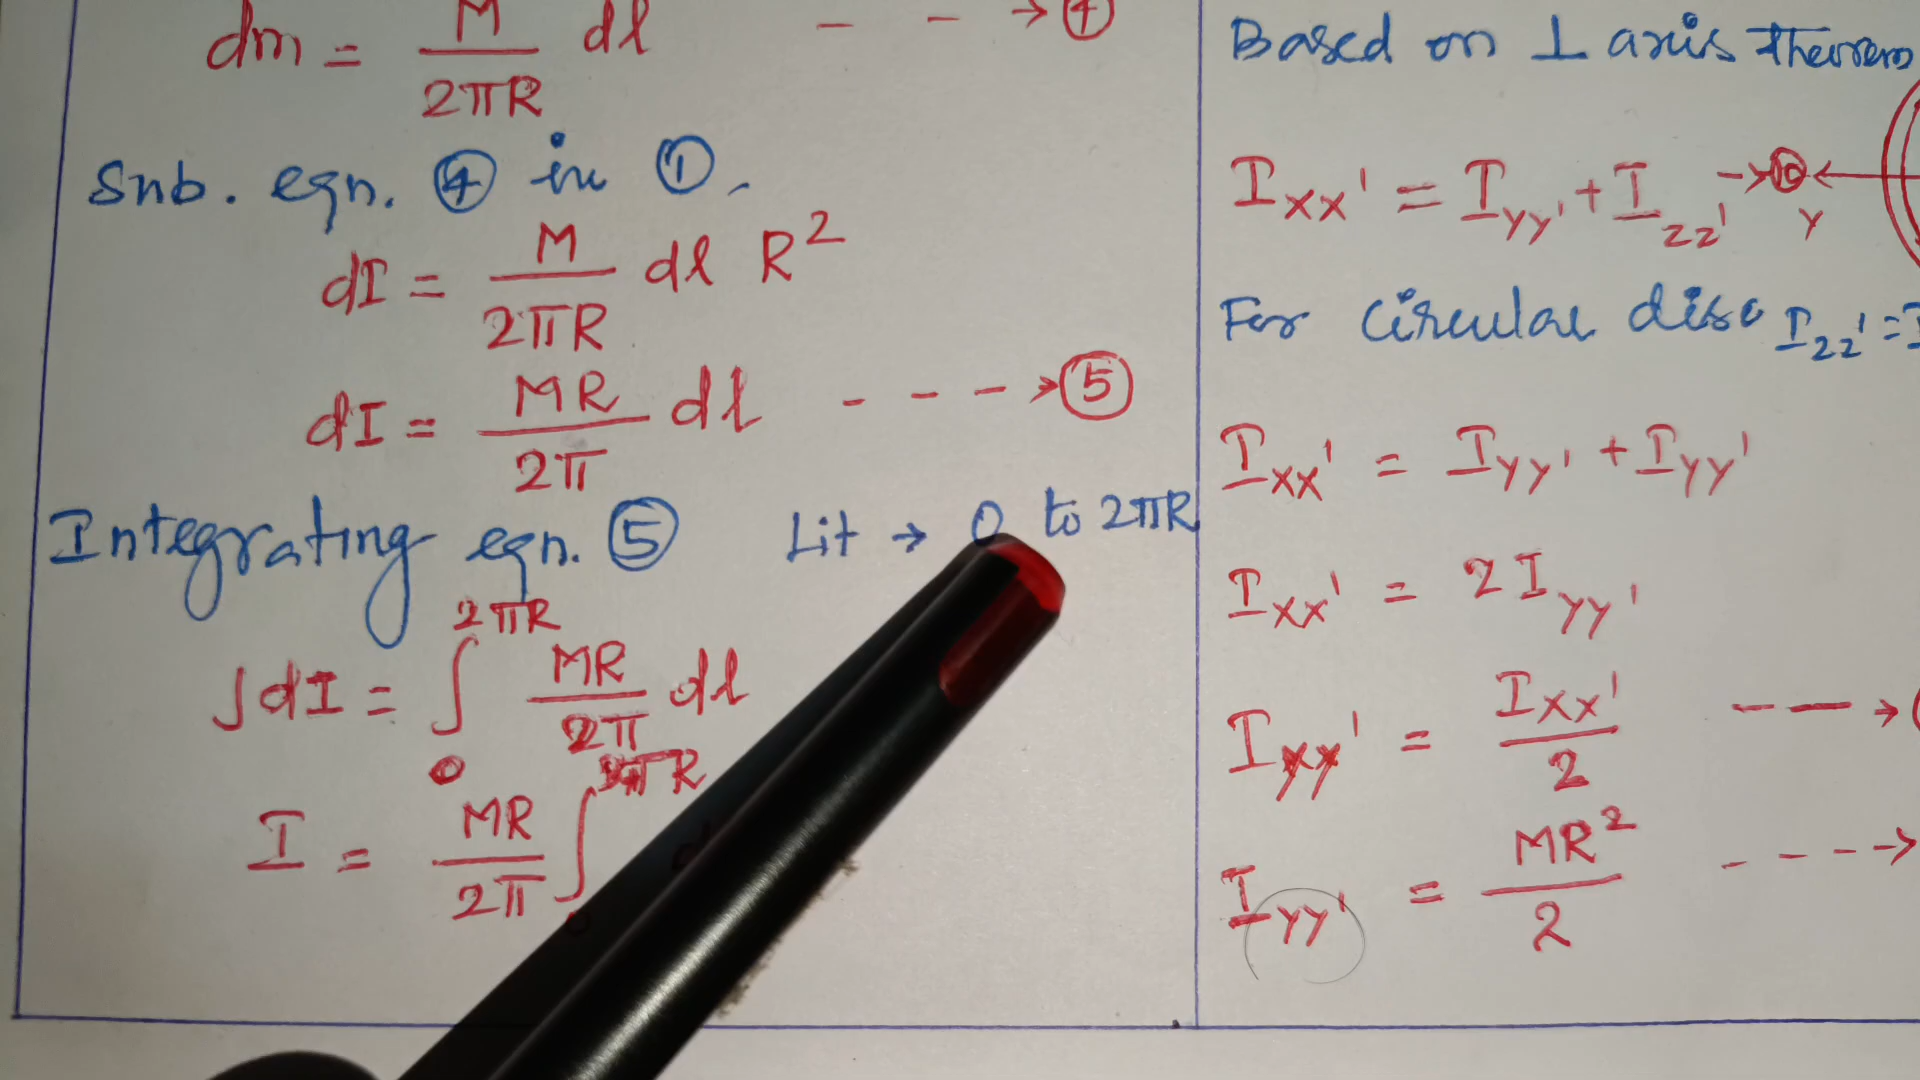 dm = M/2πR dl - - → ④
Sub. eqn. ④ in ①.
dI = M/2πR dl R²
dI = MR/2π dl - - - → ⑤
Integrating eqn. ⑤ Lit → 0 to 2πR
∫dI = ∫₀^2πR MR/2π dl
I = MR/2π ∫₀^2πR d
Based on ⊥ axis Theorem
Ixx' = Iyy' + Izz' → ⑩ ← Y
For circular disc Izz' =
Ixx' = Iyy' + Iyy'
Ixx' = 2Iyy'
Iyy' = Ixx'/2 - - →
Iyy' = MR²/2 - - - - →